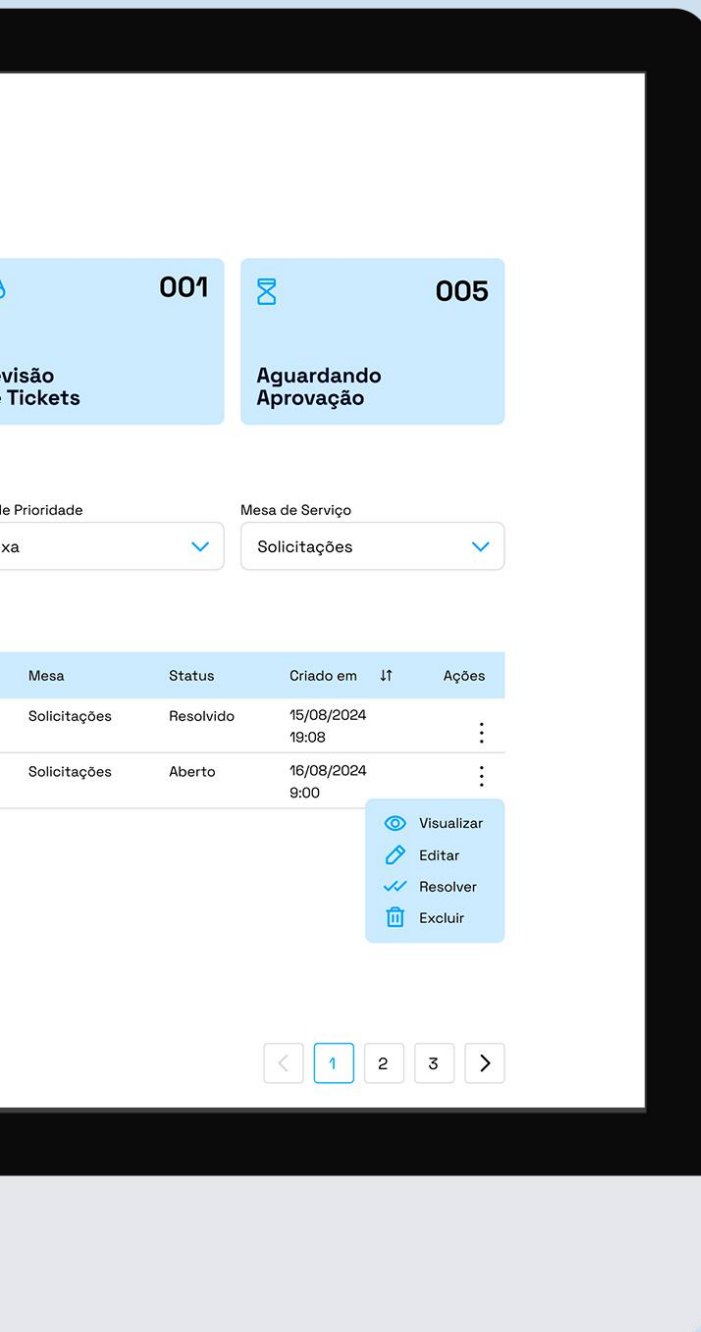 001
005
visão
Tickets
Aguardando
Aprovação
de Prioridade
Mesa de Serviço
xa
Solicitações
Mesa Status Criado em Ações
Solicitações Resolvido 15/08/2024
19:08
Solicitações Aberto 16/08/2024
9:00
Visualizar
Editar
Resolver
Excluir
1 2 3